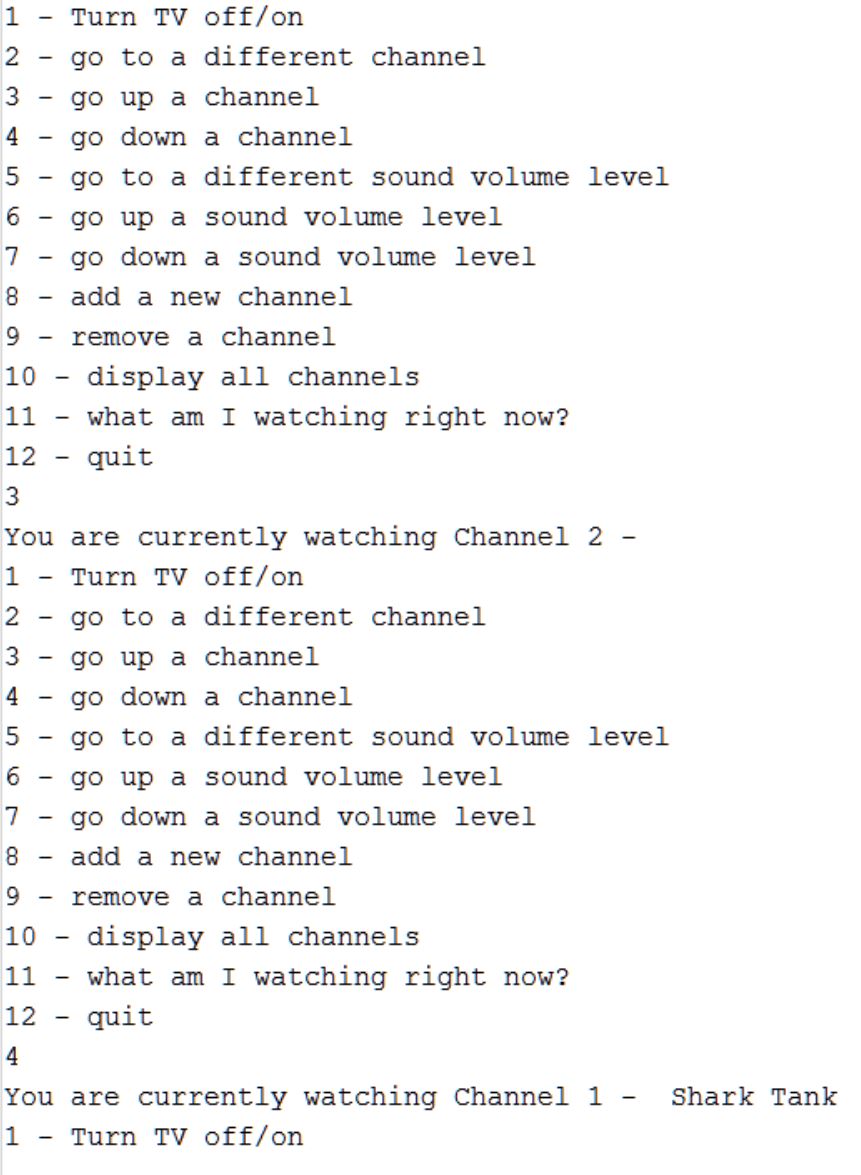 1 - Turn TV off/on
2 - go to a different channel
3 - go up a channel
4 - go down a channel
5 - go to a different sound volume level
6 - go up a sound volume level
7 - go down a sound volume level
8 - add a new channel
9 - remove a channel
10 - display all channels
11 - what am I watching right now?
12 - quit
3
You are currently watching Channel 2 -
1 - Turn TV off/on
2 - go to a different channel
3 - go up a channel
4 - go down a channel
5 - go to a different sound volume level
6 - go up a sound volume level
7 - go down a sound volume level
8 - add a new channel
9 - remove a channel
10 - display all channels
11 - what am I watching right now?
12 - quit
4
You are currently watching Channel 1 -  Shark Tank
1 - Turn TV off/on